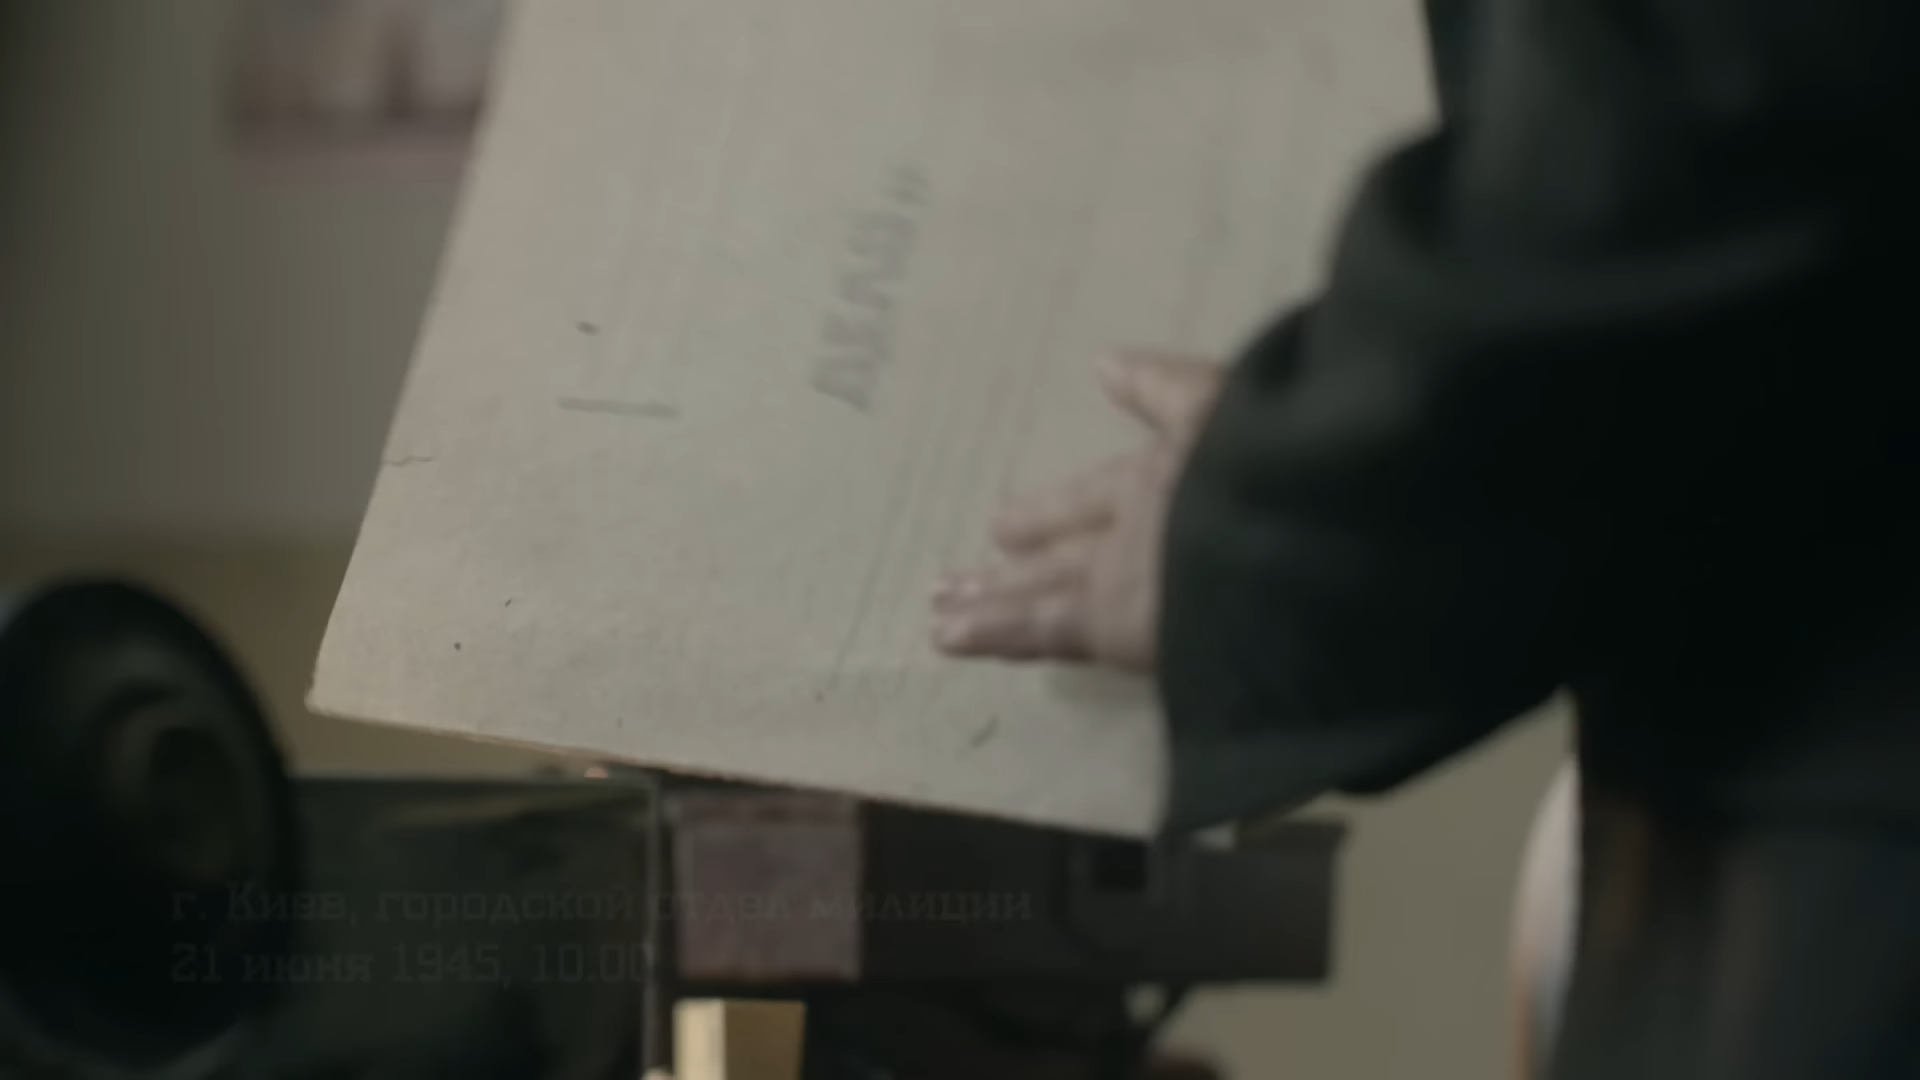 г. Киев, городской отдел милиции
21 июня 1945, 10.00